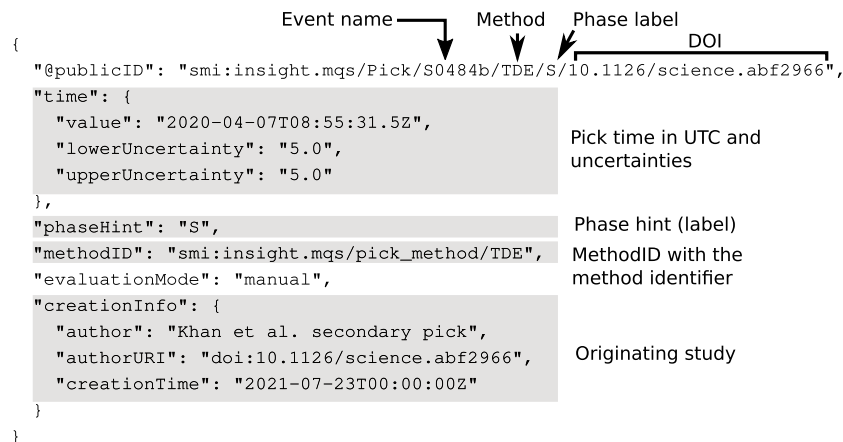 Event name Method Phase label
DOI
{
"@publicID": "smi:insight.mqs/Pick/S0484b/TDE/S/10.1126/science.abf2966",
"time": {
"value": "2020-04-07T08:55:31.5Z",
"lowerUncertainty": "5.0",
"upperUncertainty": "5.0"
},
Pick time in UTC and
uncertainties
"phaseHint": "S",
Phase hint (label)
"methodID": "smi:insight.mqs/pick_method/TDE",
MethodID with the
method identifier
"evaluationMode": "manual",
"creationInfo": {
"author": "Khan et al. secondary pick",
"authorURI": "doi:10.1126/science.abf2966",
"creationTime": "2021-07-23T00:00:00Z"
}
Originating study
}